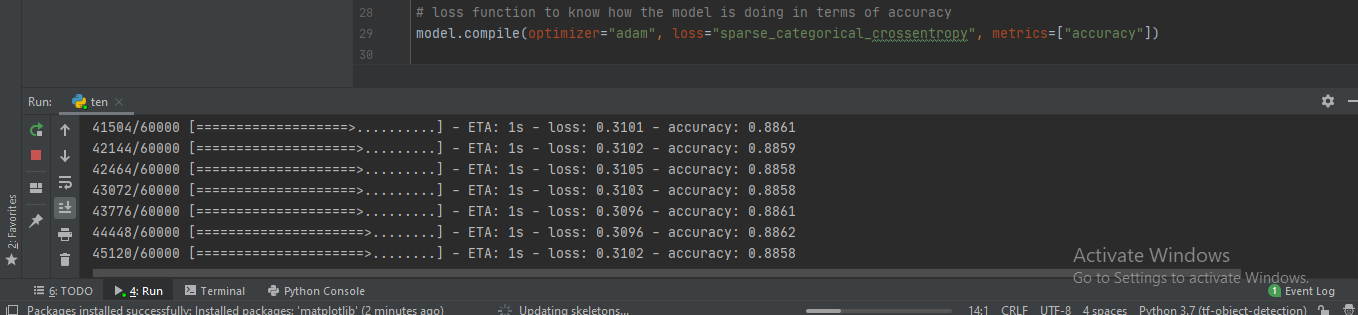 28 # loss function to know how the model is doing in terms of accuracy
29 model.compile(optimizer="adam", loss="sparse_categorical_crossentropy", metrics=["accuracy"])
30
Run: ten
41504/60000 [===================>..........] - ETA: 1s - loss: 0.3101 - accuracy: 0.8861
42144/60000 [====================>.........] - ETA: 1s - loss: 0.3102 - accuracy: 0.8859
42464/60000 [====================>.........] - ETA: 1s - loss: 0.3105 - accuracy: 0.8858
43072/60000 [====================>.........] - ETA: 1s - loss: 0.3103 - accuracy: 0.8858
43776/60000 [====================>.........] - ETA: 1s - loss: 0.3096 - accuracy: 0.8861
44448/60000 [=====================>........] - ETA: 1s - loss: 0.3096 - accuracy: 0.8862
45120/60000 [=====================>........] - ETA: 1s - loss: 0.3102 - accuracy: 0.8858
2: Favorites
Activate Windows
Go to Settings to activate Windows.
6: TODO 4: Run Terminal Python Console 1 Event Log
Packages installed successfully: Installed packages: 'matplotlib' (2 minutes ago) Updating skeletons... 14:1 CRLF UTF-8 4 spaces Python 3.7 (tf-object-detection)